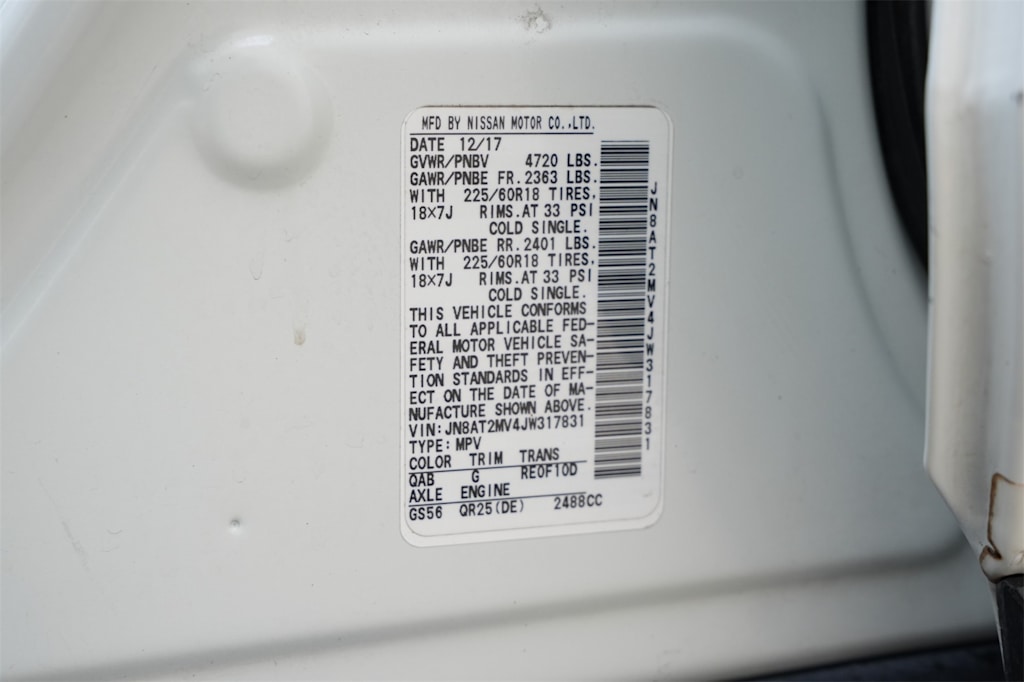 MFD BY NISSAN MOTOR CO.,LTD.
DATE 12/17
GVWR/PNBV 4720 LBS.
GAWR/PNBE FR. 2363 LBS.
WITH 225/60R18 TIRES.
18×7J RIMS.AT 33 PSI
COLD SINGLE.
GAWR/PNBE RR. 2401 LBS.
WITH 225/60R18 TIRES.
18×7J RIMS.AT 33 PSI
COLD SINGLE.
THIS VEHICLE CONFORMS
TO ALL APPLICABLE FED-
ERAL MOTOR VEHICLE SA-
FETY AND THEFT PREVEN-
TION STANDARDS IN EFF-
ECT ON THE DATE OF MA-
NUFACTURE SHOWN ABOVE.
VIN:JN8AT2MV4JW317831
TYPE:MPV
COLOR TRIM TRANS
QAB G RE0F10D
AXLE ENGINE
GS56 QR25(DE) 2488CC
JN8AT2MV4JW317831